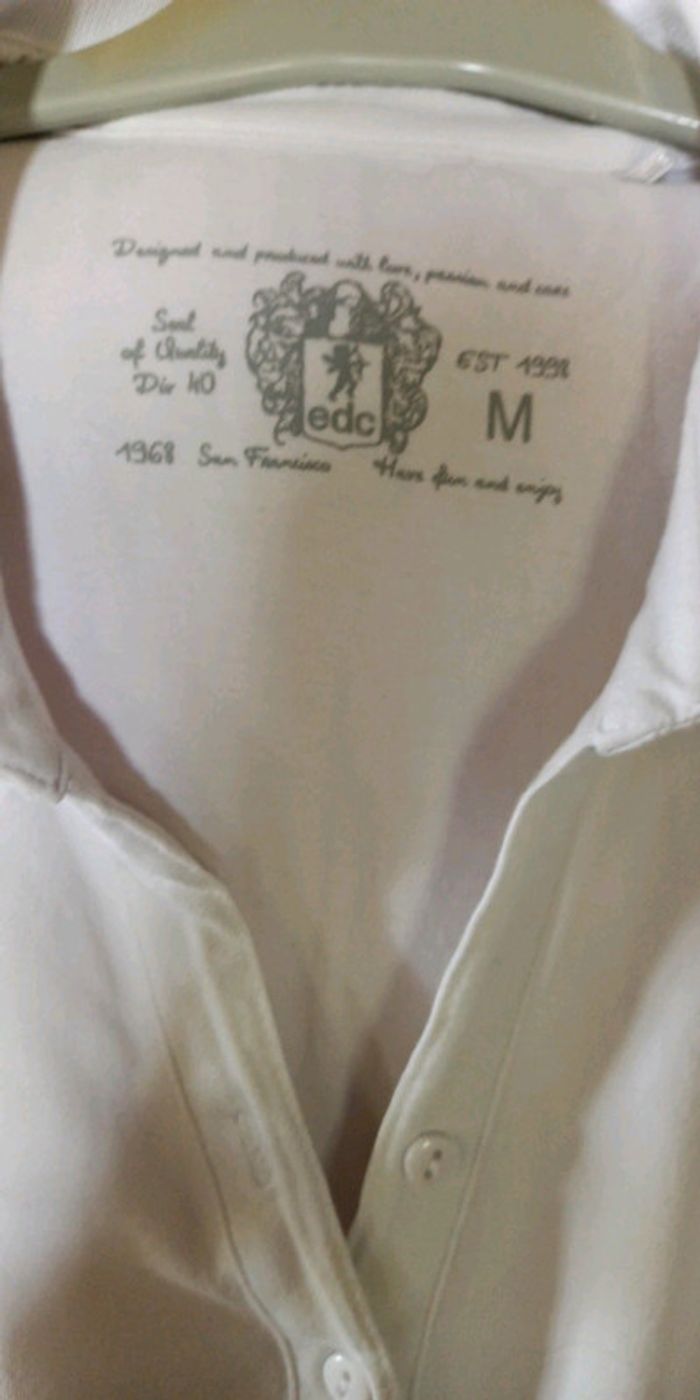 Designed and produced with love, passion and care
Seal
of Quality
Div 40
edc
EST 1998
M
1968 San Francisco Have fun and enjoy